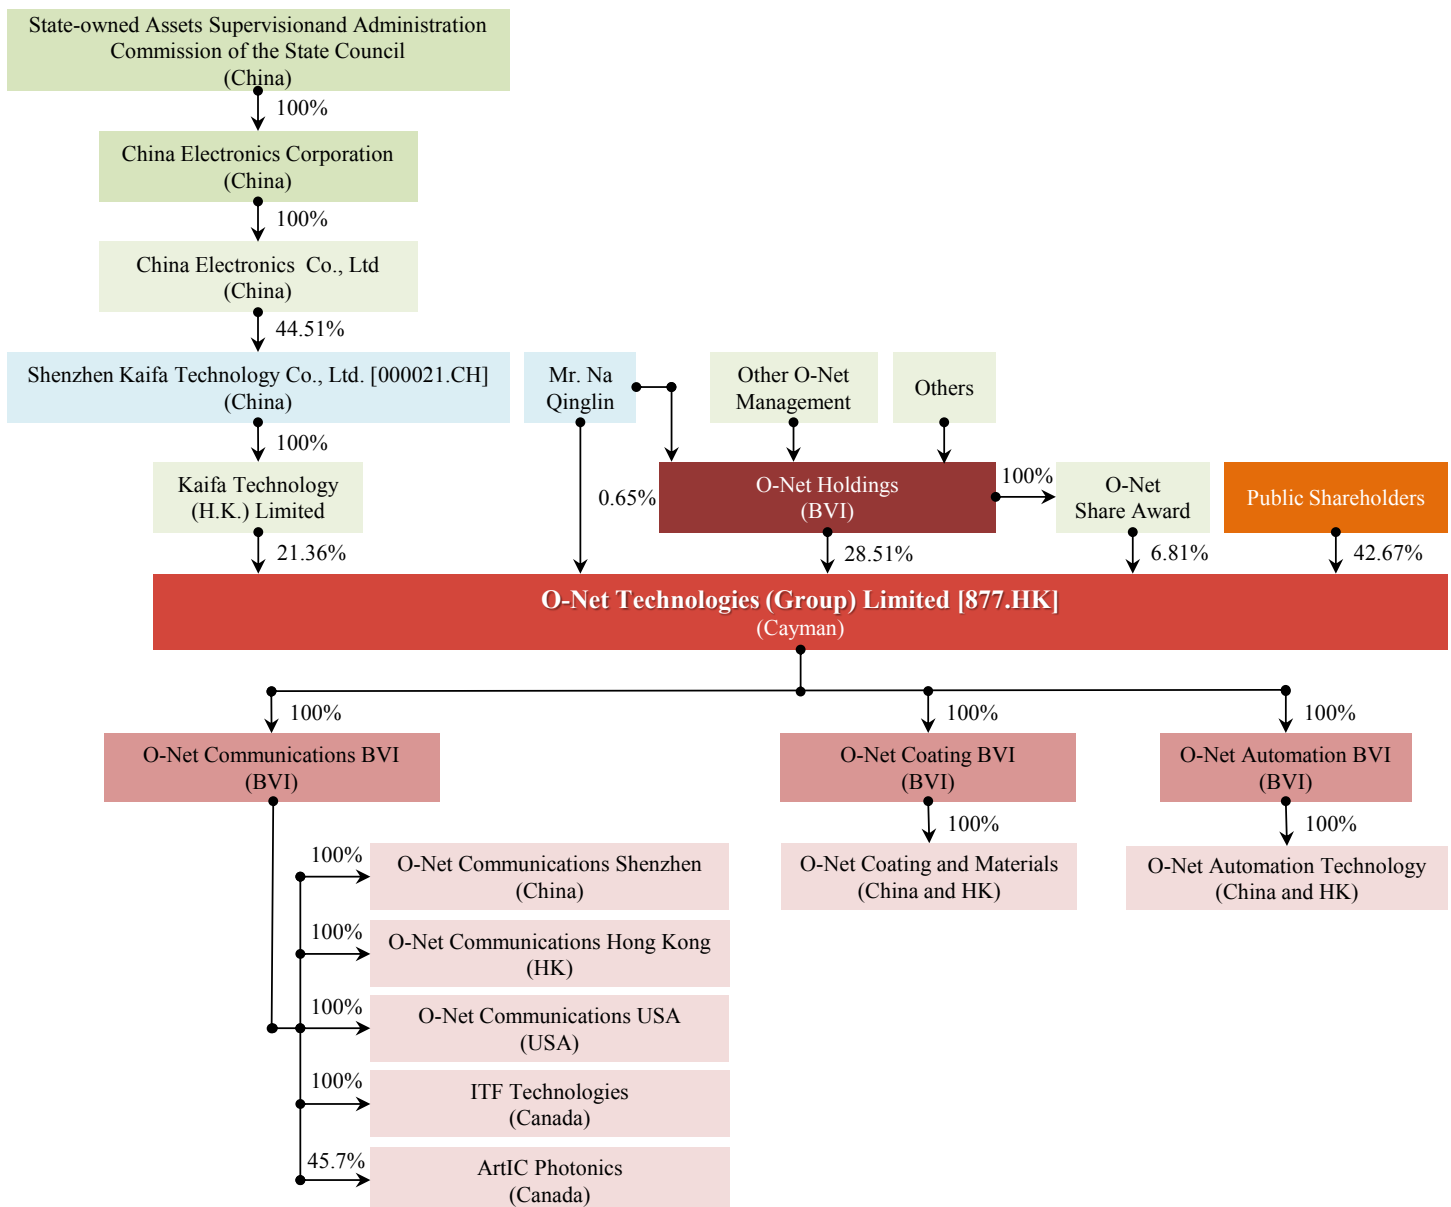 State-owned Assets Supervisionand Administration
Commission of the State Council
(China)
100%
China Electronics Corporation
(China)
100%
China Electronics Co., Ltd
(China)
44.51%
Shenzhen Kaifa Technology Co., Ltd. [000021.CH]
(China)
Mr. Na
Qinglin
Other O-Net
Management
Others
100%
Kaifa Technology
(H.K.) Limited
0.65%
O-Net Holdings
(BVI)
100%
O-Net
Share Award
Public Shareholders
21.36%
28.51%
6.81%
42.67%
O-Net Technologies (Group) Limited [877.HK]
(Cayman)
100%
100%
100%
O-Net Communications BVI
(BVI)
O-Net Coating BVI
(BVI)
O-Net Automation BVI
(BVI)
100%
100%
O-Net Coating and Materials
(China and HK)
O-Net Automation Technology
(China and HK)
100%
O-Net Communications Shenzhen
(China)
100%
O-Net Communications Hong Kong
(HK)
100%
O-Net Communications USA
(USA)
100%
ITF Technologies
(Canada)
45.7%
ArtIC Photonics
(Canada)